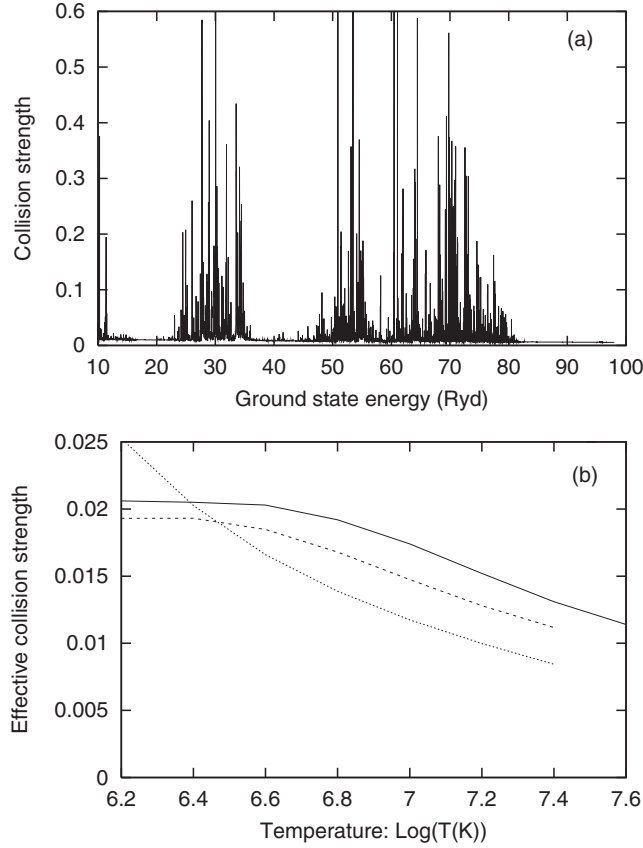 0.6
(a)
0.5
0.4
0.3
0.2
0.1
0
Collision strength
10 20 30 40 50 60 70 80 90 100
Ground state energy (Ryd)
0.025
(b)
0.02
0.015
0.01
0.005
0
Effective collision strength
6.2 6.4 6.6 6.8 7 7.2 7.4 7.6
Temperature: Log(T(K))